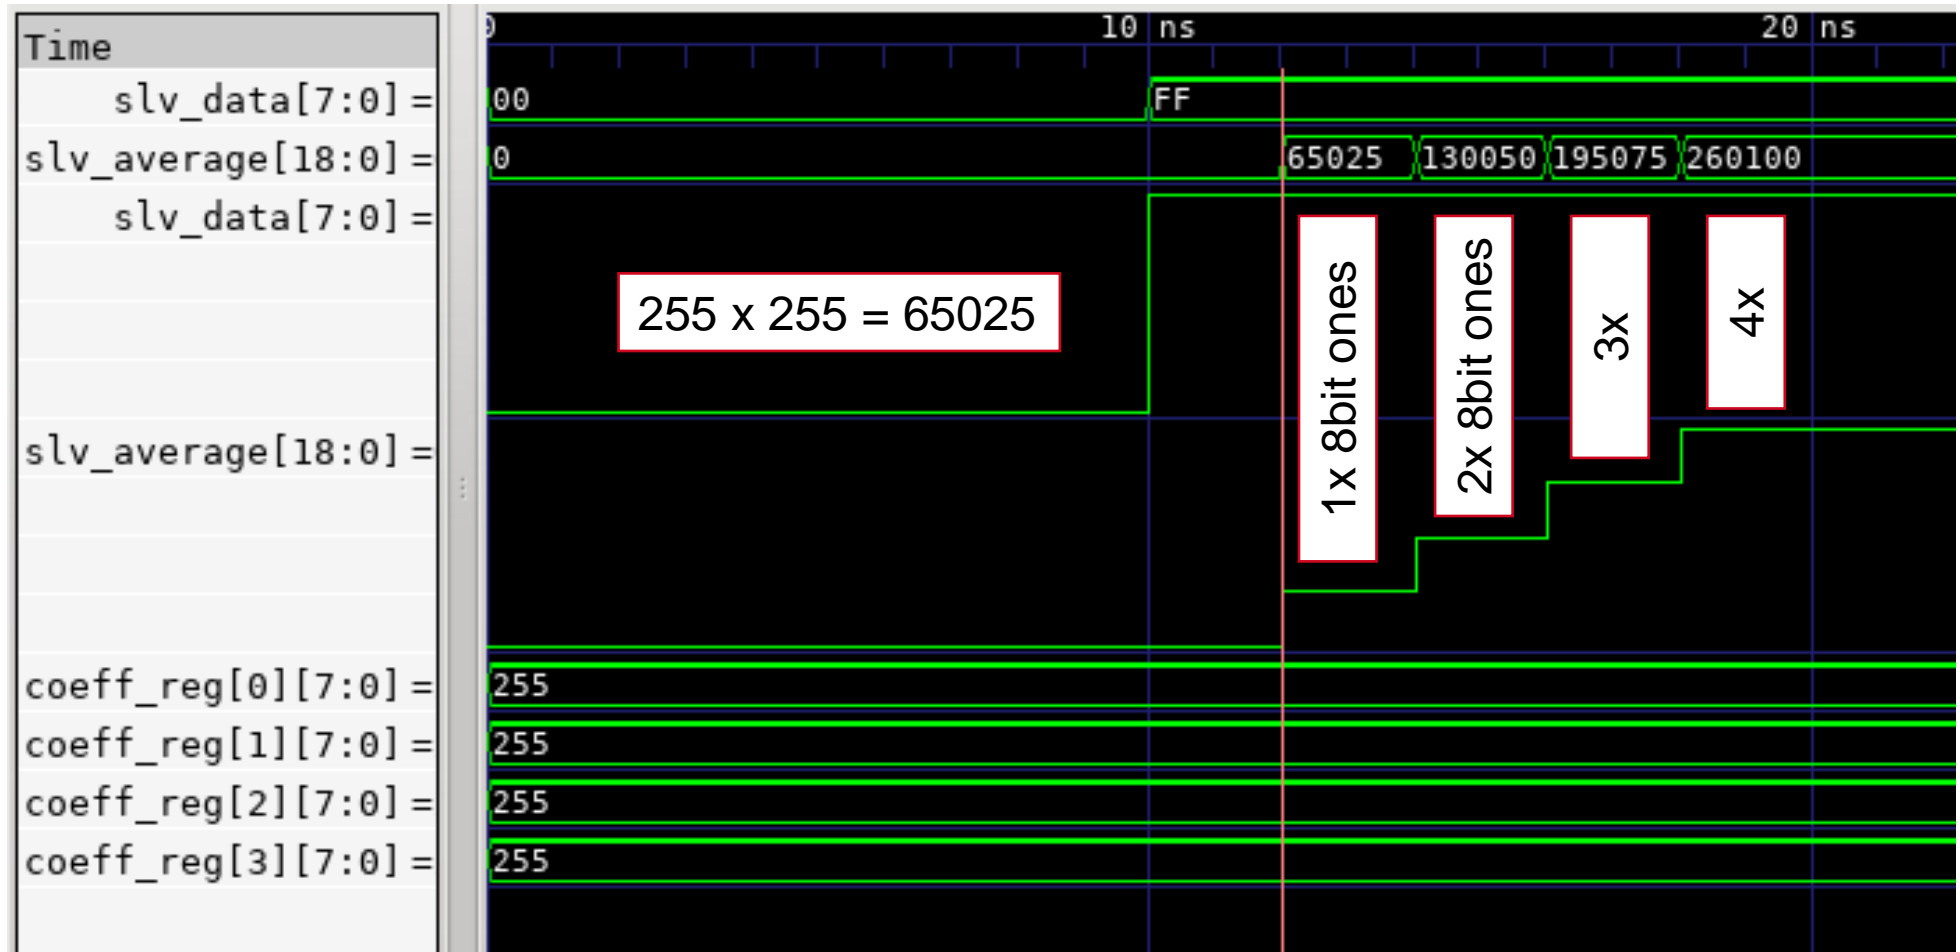 0
10 ns
20 ns
Time
slv_data[7:0] =
00
FF
slv_average[18:0] =
0
65025
130050
195075
260100
slv_data[7:0] =
255 x 255 = 65025
1x 8bit ones
2x 8bit ones
3x
4x
slv_average[18:0] =
coeff_reg[0][7:0] =
255
coeff_reg[1][7:0] =
255
coeff_reg[2][7:0] =
255
coeff_reg[3][7:0] =
255